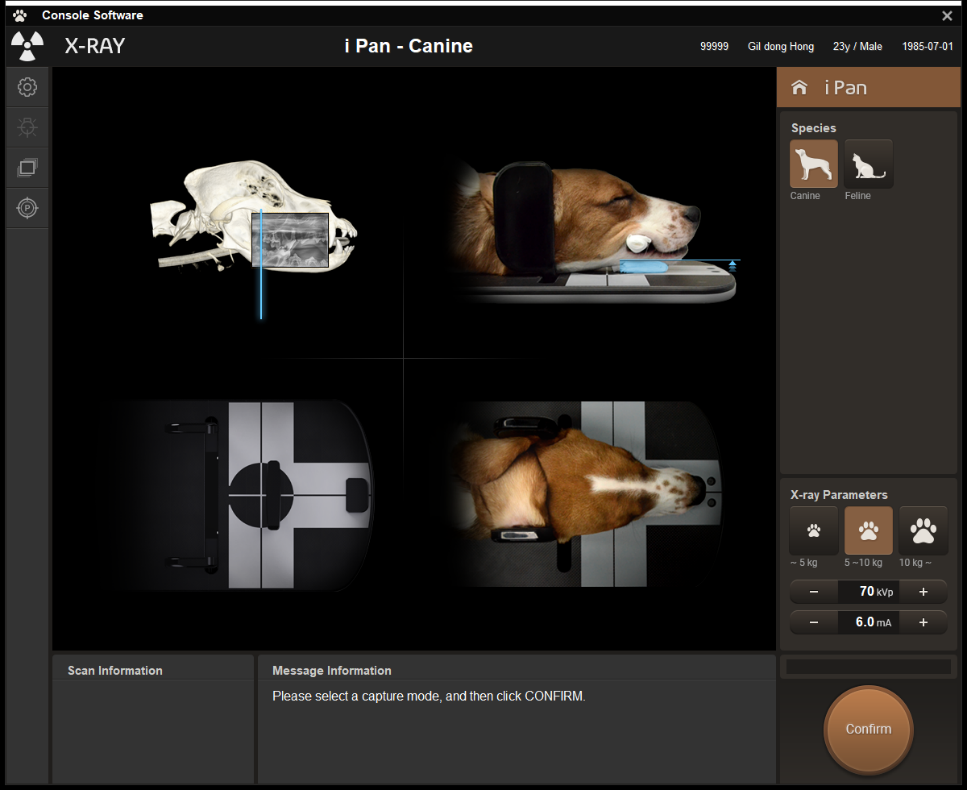 Console Software
X-RAY
i Pan - Canine
99999
Gil dong Hong
23y / Male
1985-07-01
i Pan
Species
Canine
Feline
P
X-ray Parameters
~ 5 kg
5 ~10 kg
10 kg ~
− 70 kVp +
− 6.0 mA +
Scan Information
Message Information
Please select a capture mode, and then click CONFIRM.
Confirm